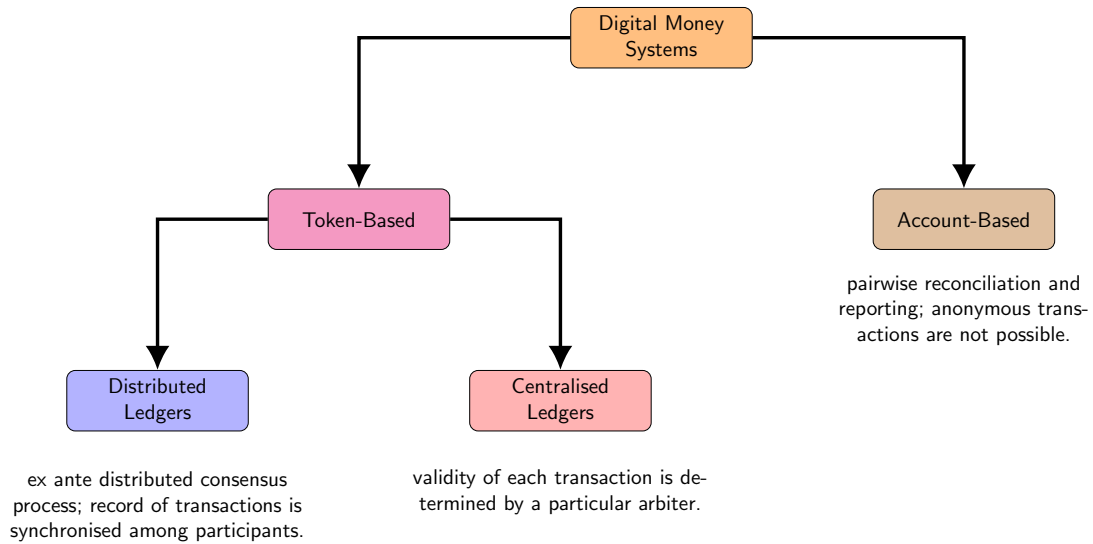 Digital Money
Systems
Token-Based
Account-Based
pairwise reconciliation and
reporting; anonymous trans-
actions are not possible.
Distributed
Ledgers
Centralised
Ledgers
ex ante distributed consensus
process; record of transactions is
synchronised among participants.
validity of each transaction is de-
termined by a particular arbiter.